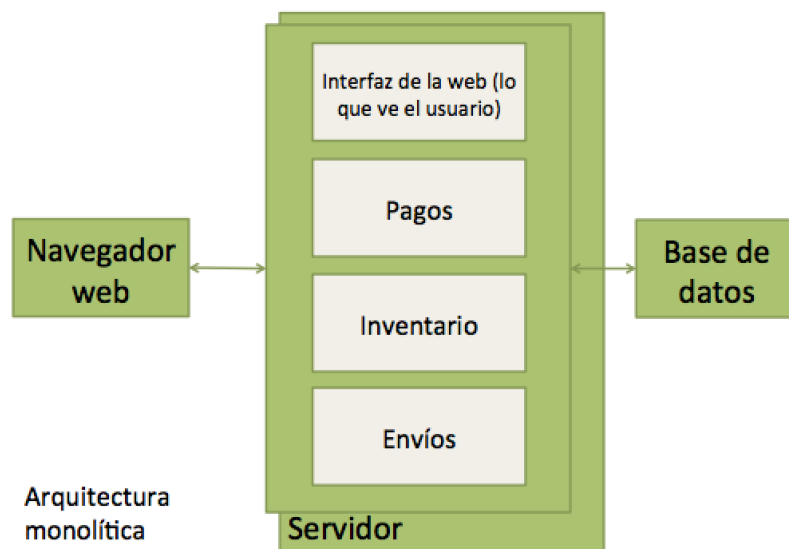 Interfaz de la web (lo
que ve el usuario)
Pagos
Navegador
web
Base de
datos
Inventario
Envíos
Arquitectura
monolítica
Servidor